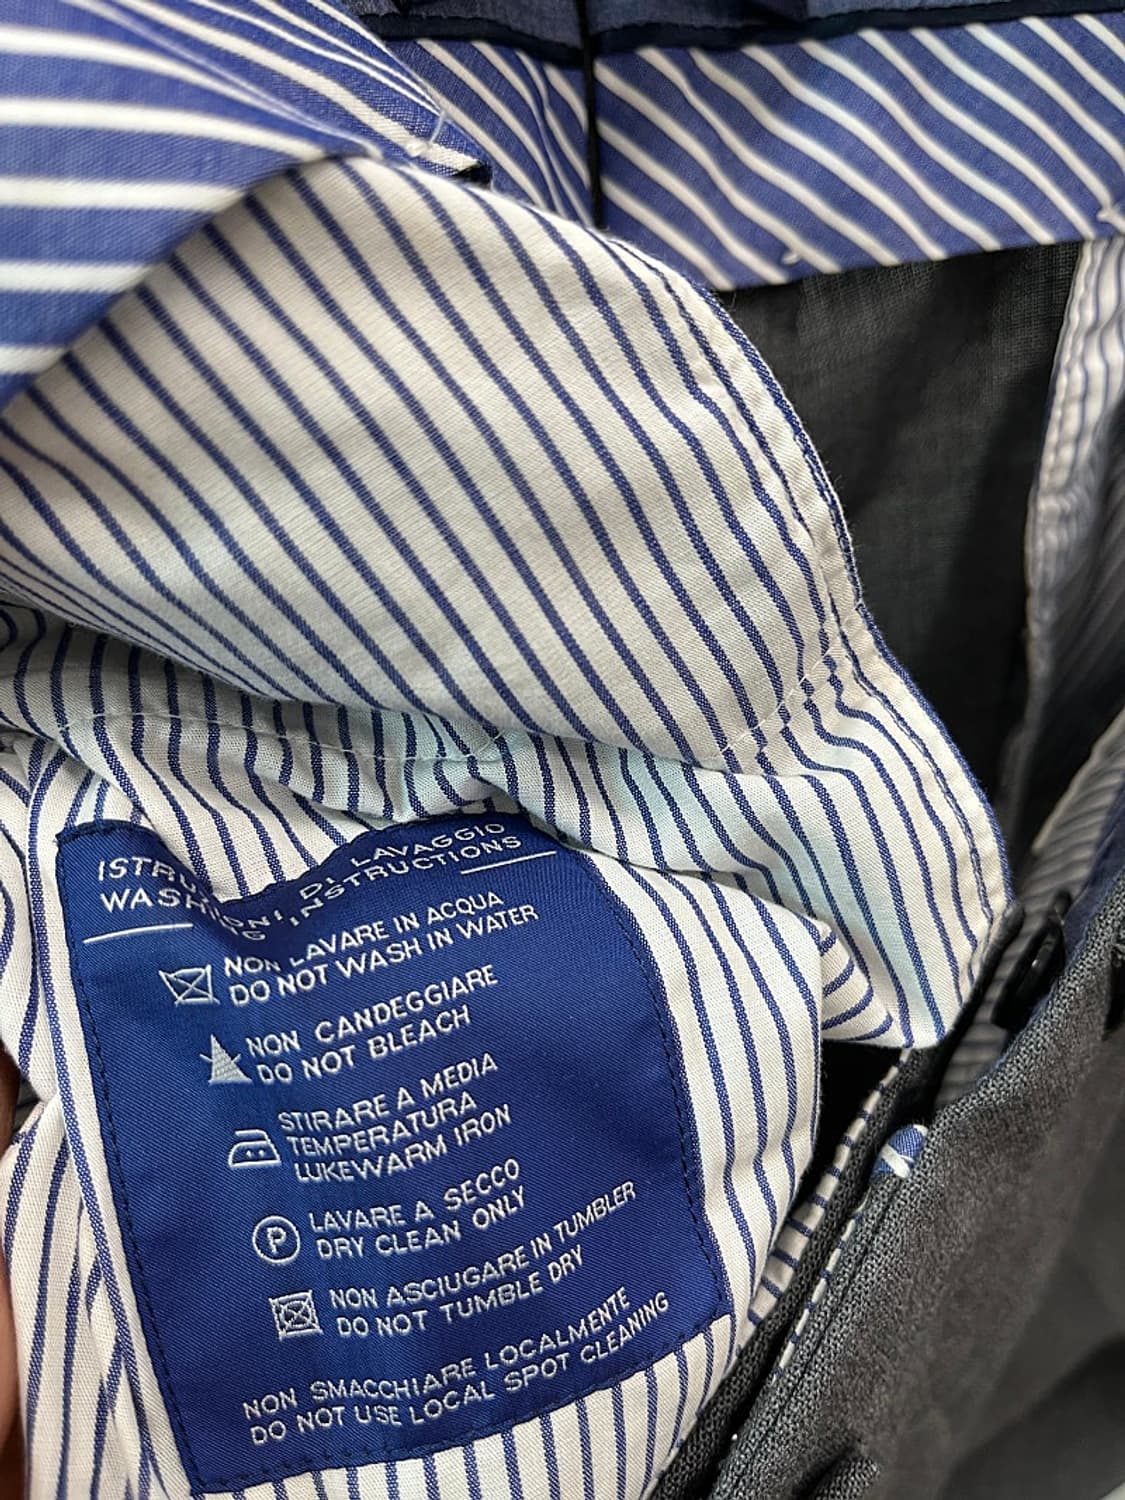 ISTRUZIONI DI LAVAGGIO
WASHING INSTRUCTIONS
NON LAVARE IN ACQUA
DO NOT WASH IN WATER
NON CANDEGGIARE
DO NOT BLEACH
STIRARE A MEDIA
TEMPERATURA
LUKEWARM IRON
P
LAVARE A SECCO
DRY CLEAN ONLY
NON ASCIUGARE IN TUMBLER
DO NOT TUMBLE DRY
NON SMACCHIARE LOCALMENTE
DO NOT USE LOCAL SPOT CLEANING